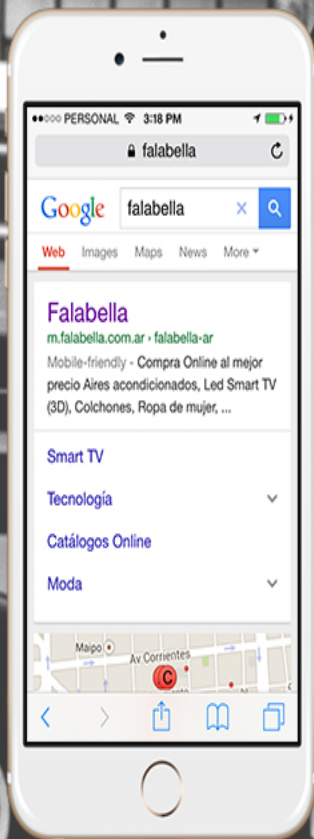 PERSONAL 3:18 PM
falabella
Google falabella
Web Images Maps News More
Falabella
m.falabella.com.ar › falabella-ar
Mobile-friendly - Compra Online al mejor
precio Aires acondicionados, Led Smart TV
(3D), Colchones, Ropa de mujer, ...
Smart TV
Tecnología
Catálogos Online
Moda
Maipo
Av Corrientes
C